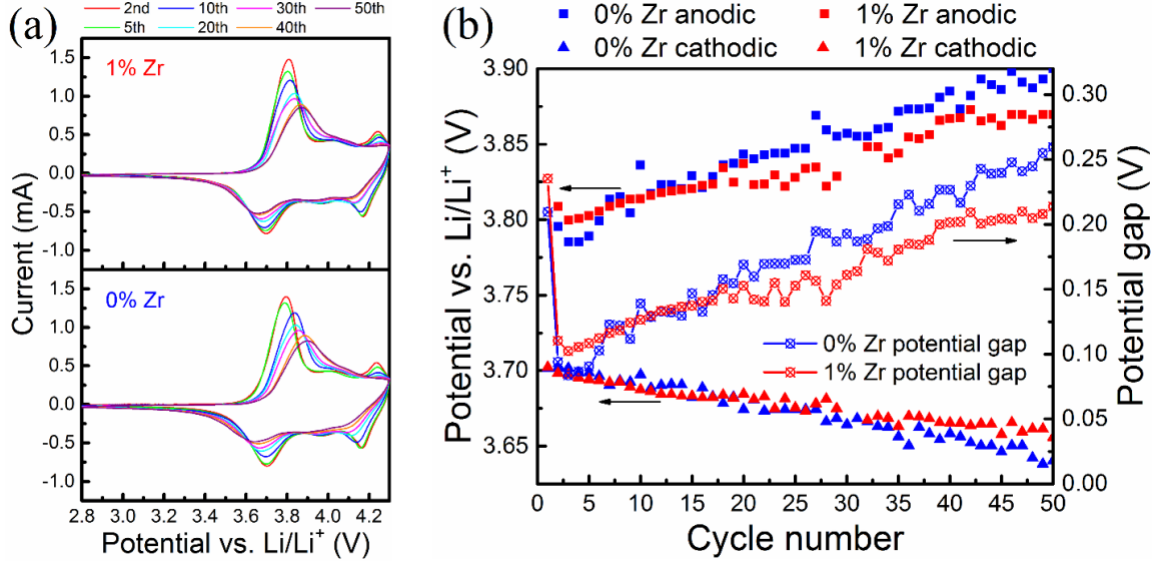 (a)
2nd 10th 30th 50th
5th 20th 40th
1% Zr
1.5
1.0
0.5
0.0
-0.5
-1.0
0% Zr
1.5
1.0
0.5
0.0
-0.5
-1.0
Current (mA)
2.8 3.0 3.2 3.4 3.6 3.8 4.0 4.2
Potential vs. Li/Li⁺ (V)
(b)
0% Zr anodic 1% Zr anodic
0% Zr cathodic 1% Zr cathodic
3.90
3.85
3.80
3.75
3.70
3.65
Potential vs. Li/Li⁺ (V)
0% Zr potential gap
1% Zr potential gap
0.30
0.25
0.20
0.15
0.10
0.05
0.00
Potential gap (V)
0 5 10 15 20 25 30 35 40 45 50
Cycle number